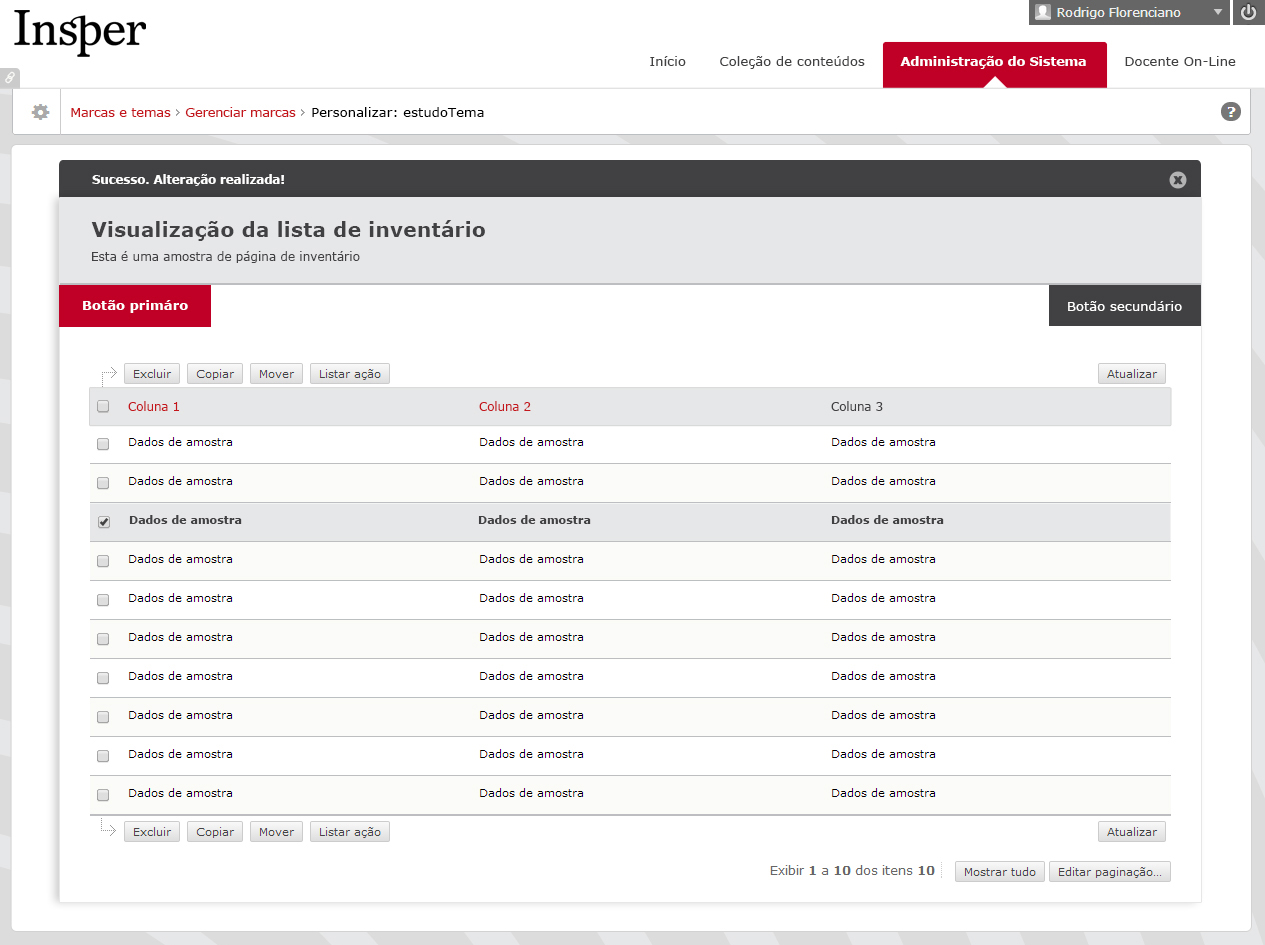 Insper
Rodrigo Florenciano
Início Coleção de conteúdos Administração do Sistema Docente On-Line
Marcas e temas › Gerenciar marcas › Personalizar: estudoTema ?
Sucesso. Alteração realizada!
Visualização da lista de inventário
Esta é uma amostra de página de inventário
Botão primáro Botão secundário
Excluir Copiar Mover Listar ação Atualizar
Coluna 1 Coluna 2 Coluna 3
Dados de amostra Dados de amostra Dados de amostra
Dados de amostra Dados de amostra Dados de amostra
Dados de amostra Dados de amostra Dados de amostra
Dados de amostra Dados de amostra Dados de amostra
Dados de amostra Dados de amostra Dados de amostra
Dados de amostra Dados de amostra Dados de amostra
Dados de amostra Dados de amostra Dados de amostra
Dados de amostra Dados de amostra Dados de amostra
Dados de amostra Dados de amostra Dados de amostra
Dados de amostra Dados de amostra Dados de amostra
Excluir Copiar Mover Listar ação Atualizar
Exibir 1 a 10 dos itens 10 Mostrar tudo Editar paginação...